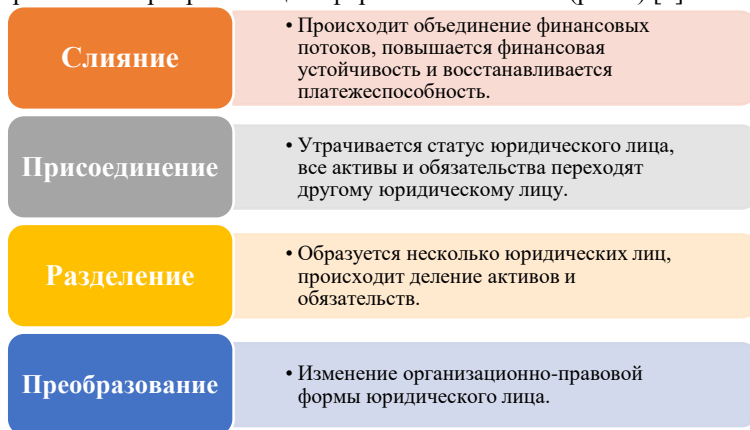 Слияние
• Происходит объединение финансовых
потоков, повышается финансовая
устойчивость и восстанавливается
платежеспособность.
Присоединение
• Утрачивается статус юридического лица,
все активы и обязательства переходят
другому юридическому лицу.
Разделение
• Образуется несколько юридических лиц,
происходит деление активов и
обязательств.
Преобразование
• Изменение организационно-правовой
формы юридического лица.